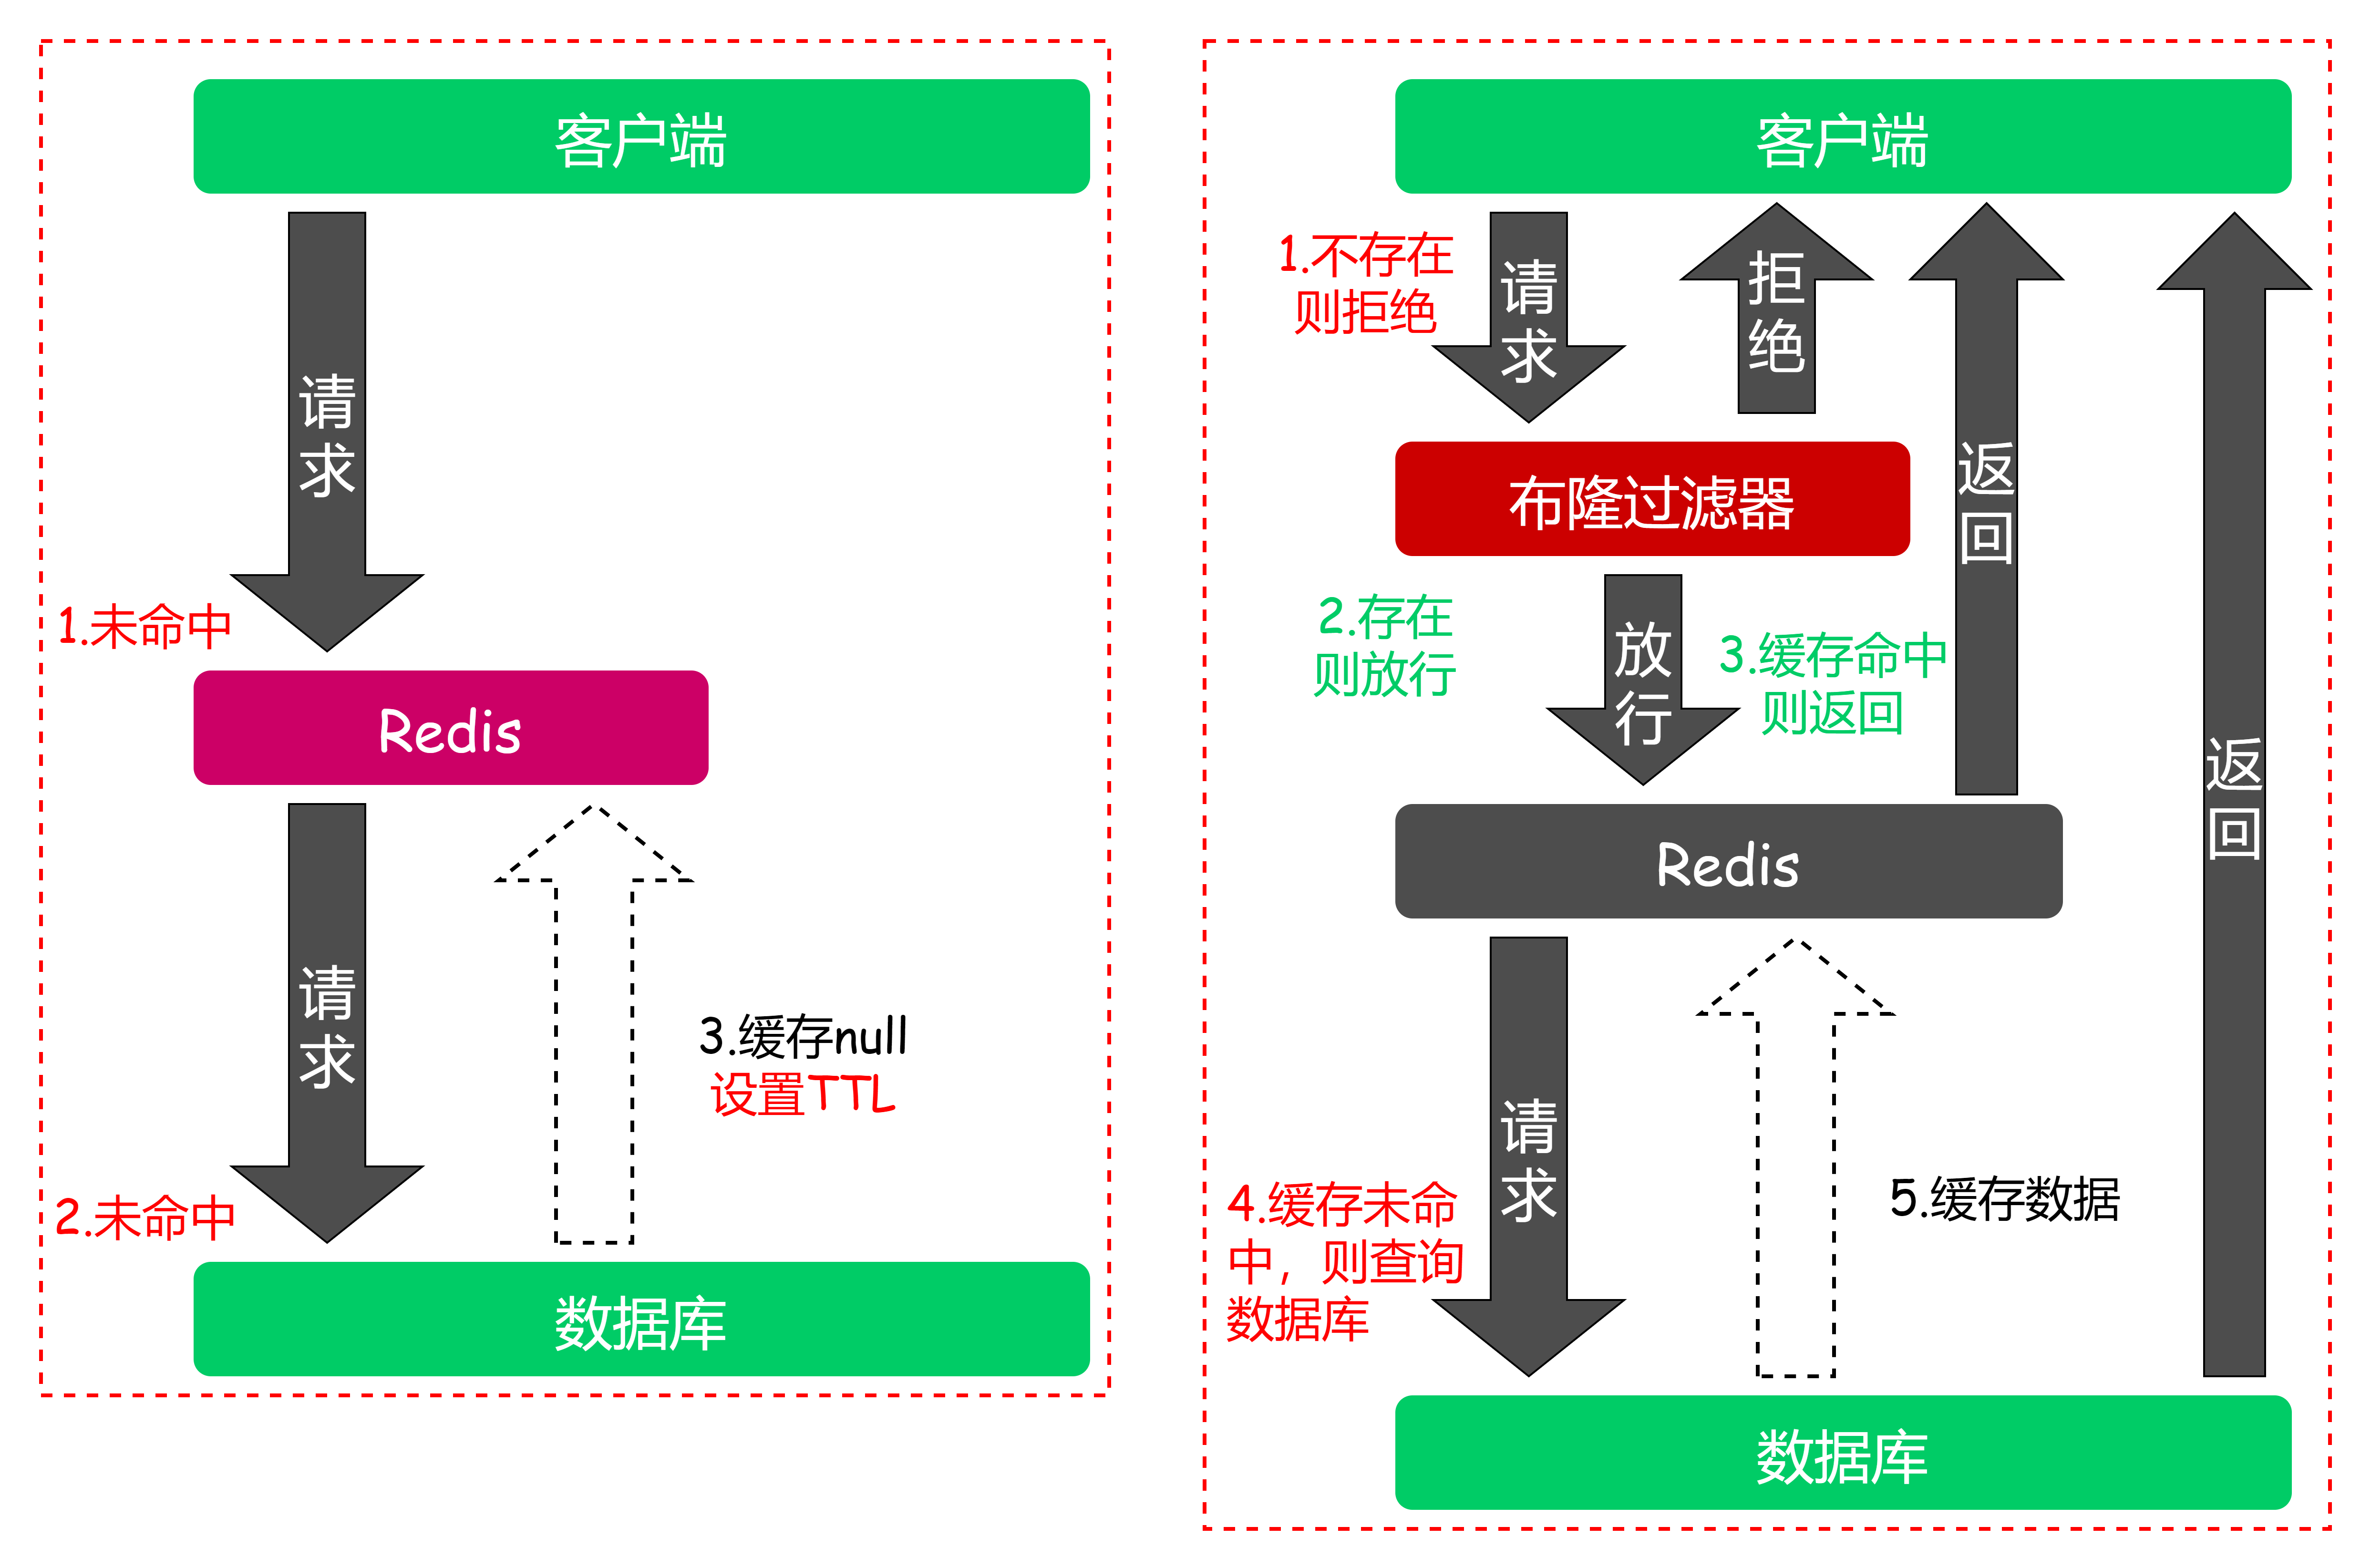 客户端
请求
1.未命中
Redis
请求
3.缓存null
设置TTL
2.未命中
数据库
客户端
1.不存在
则拒绝
请求
拒绝
返回
返回
布隆过滤器
2.存在
则放行
放行
3.缓存命中
则返回
Redis
请求
4.缓存未命
中，则查询
数据库
5.缓存数据
数据库